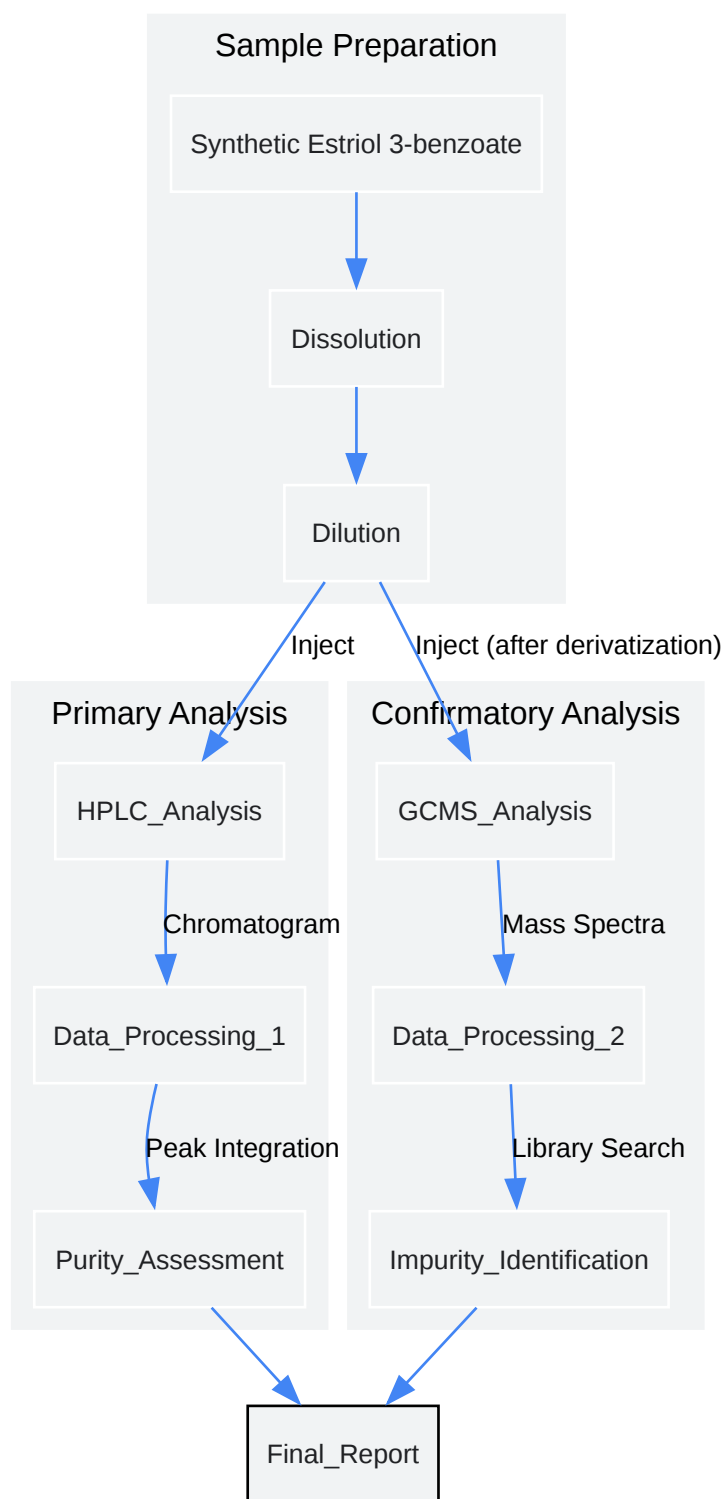 Sample Preparation
Synthetic Estriol 3-benzoate
Dissolution
Dilution
Inject
Inject (after derivatization)
Primary Analysis
Confirmatory Analysis
HPLC_Analysis
GCMS_Analysis
Chromatogram
Mass Spectra
Data_Processing_1
Data_Processing_2
Peak Integration
Library Search
Purity_Assessment
Impurity_Identification
Final_Report